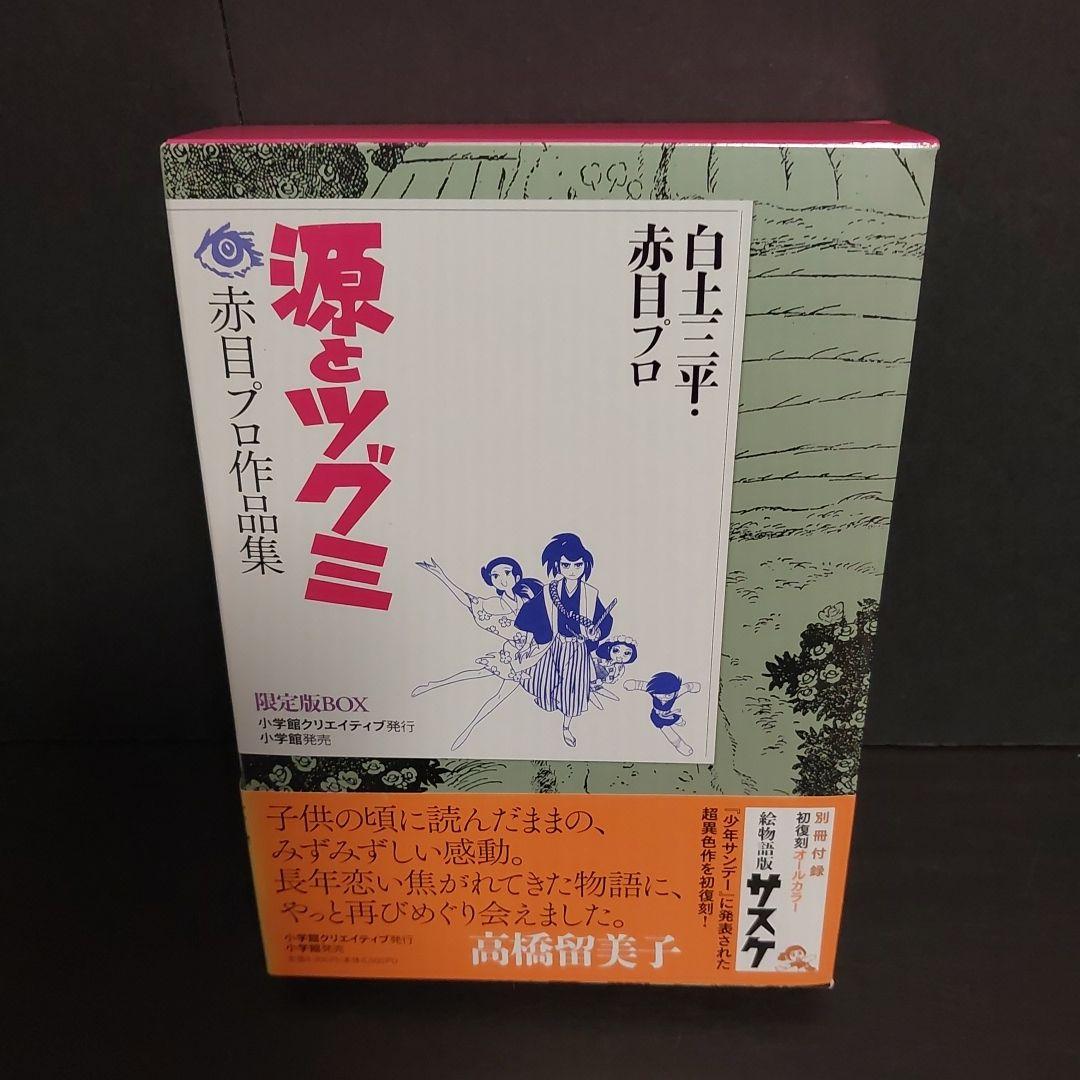 白土三平・
赤目プロ
源とツグミ
赤目プロ作品集
限定版BOX
小学館クリエイティブ発行
小学館発売
別冊付録
初復刻オールカラー
絵物語版
サスケ
『少年サンデー』に発表された
超異色作を初復刻!
子供の頃に読んだままの、
みずみずしい感動。
長年恋い焦がれてきた物語に、
やっと再びめぐり会えました。
高橋留美子
小学館クリエイティブ発行
小学館発売